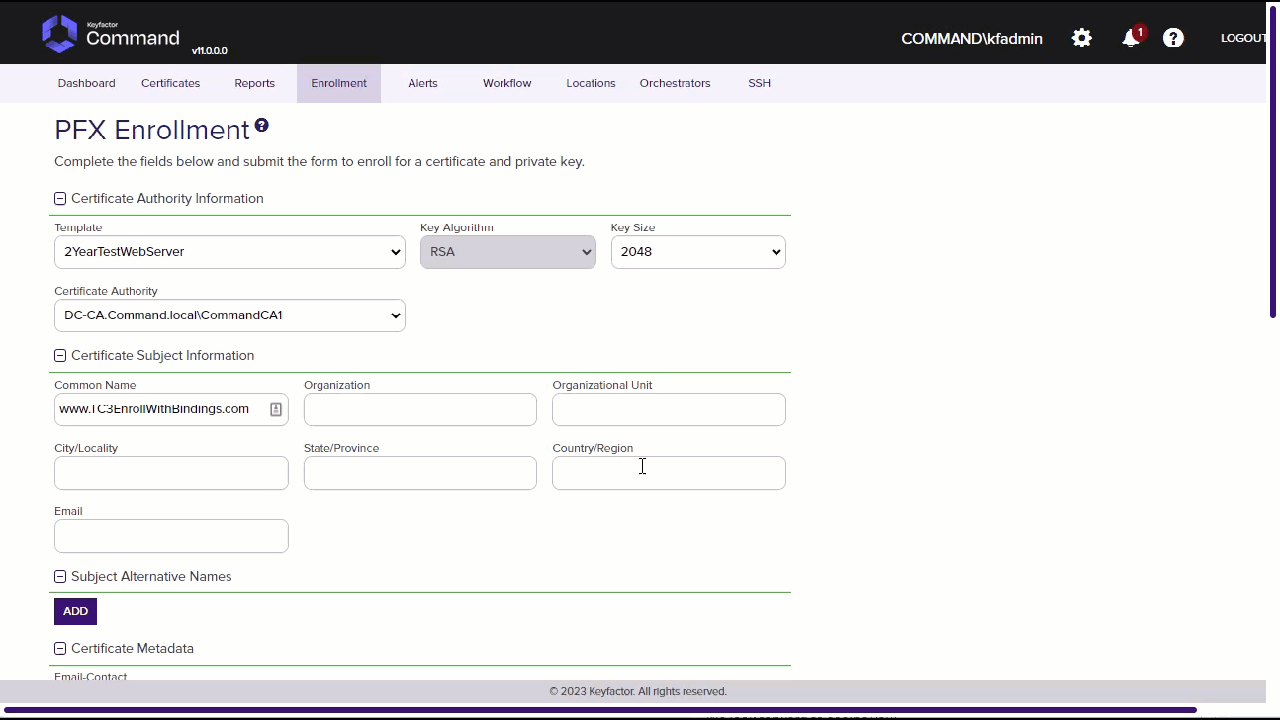 Keyfactor
Command
v11.0.0.0
COMMAND\kfadmin
1
?
LOGOUT
Dashboard
Certificates
Reports
Enrollment
Alerts
Workflow
Locations
Orchestrators
SSH
PFX Enrollment ?
Complete the fields below and submit the form to enroll for a certificate and private key.
Certificate Authority Information
Template
Key Algorithm
Key Size
2YearTestWebServer
RSA
2048
Certificate Authority
DC-CA.Command.local\CommandCA1
Certificate Subject Information
Common Name
Organization
Organizational Unit
www.TC3EnrollWithBindings.com
City/Locality
State/Province
Country/Region
Email
Subject Alternative Names
ADD
Certificate Metadata
Email-Contact
© 2023 Keyfactor. All rights reserved.